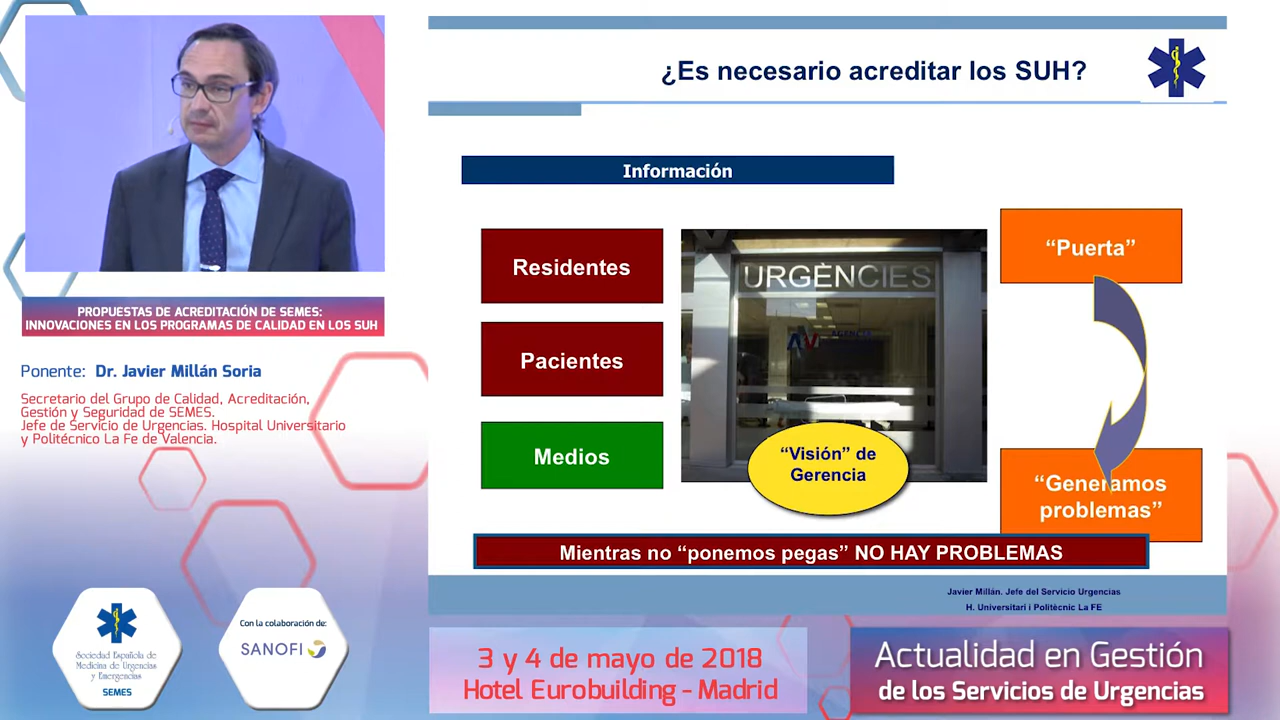 PROPUESTAS DE ACREDITACIÓN DE SEMES:
INNOVACIONES EN LOS PROGRAMAS DE CALIDAD EN LOS SUH
Ponente: Dr. Javier Millán Soria
Secretario del Grupo de Calidad, Acreditación,
Gestión y Seguridad de SEMES.
Jefe de Servicio de Urgencias. Hospital Universitario
y Politécnico La Fe de Valencia.
Sociedad Española de
Medicina de Urgencias
y Emergencias
SEMES
Con la colaboración de:
SANOFI
¿Es necesario acreditar los SUH?
Información
Residentes
Pacientes
Medios
URGÈNCIES
"Visión" de
Gerencia
"Puerta"
"Generamos
problemas"
Mientras no "ponemos pegas" NO HAY PROBLEMAS
Javier Millán. Jefe del Servicio Urgencias
H. Universitari i Politècnic La FE
3 y 4 de mayo de 2018
Hotel Eurobuilding - Madrid
Actualidad en Gestión
de los Servicios de Urgencias